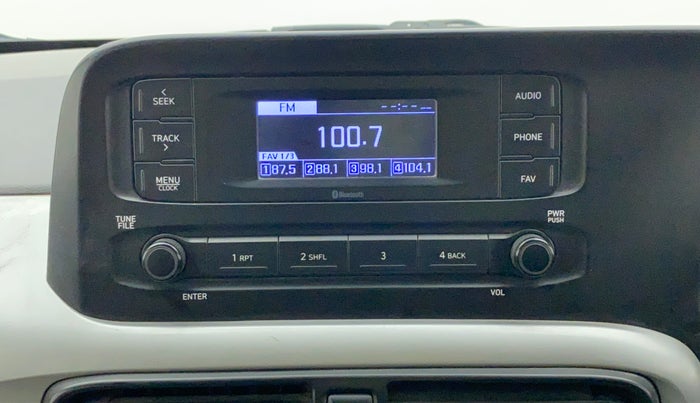 < SEEK
TRACK >
MENU
CLOCK
FM --:-- --
100.7
FAV 1/3
1 87.5 2 88.1 3 98.1 4 104.1
Bluetooth
AUDIO
PHONE
FAV
TUNE
FILE
PWR
PUSH
1 RPT 2 SHFL 3 4 BACK
ENTER VOL